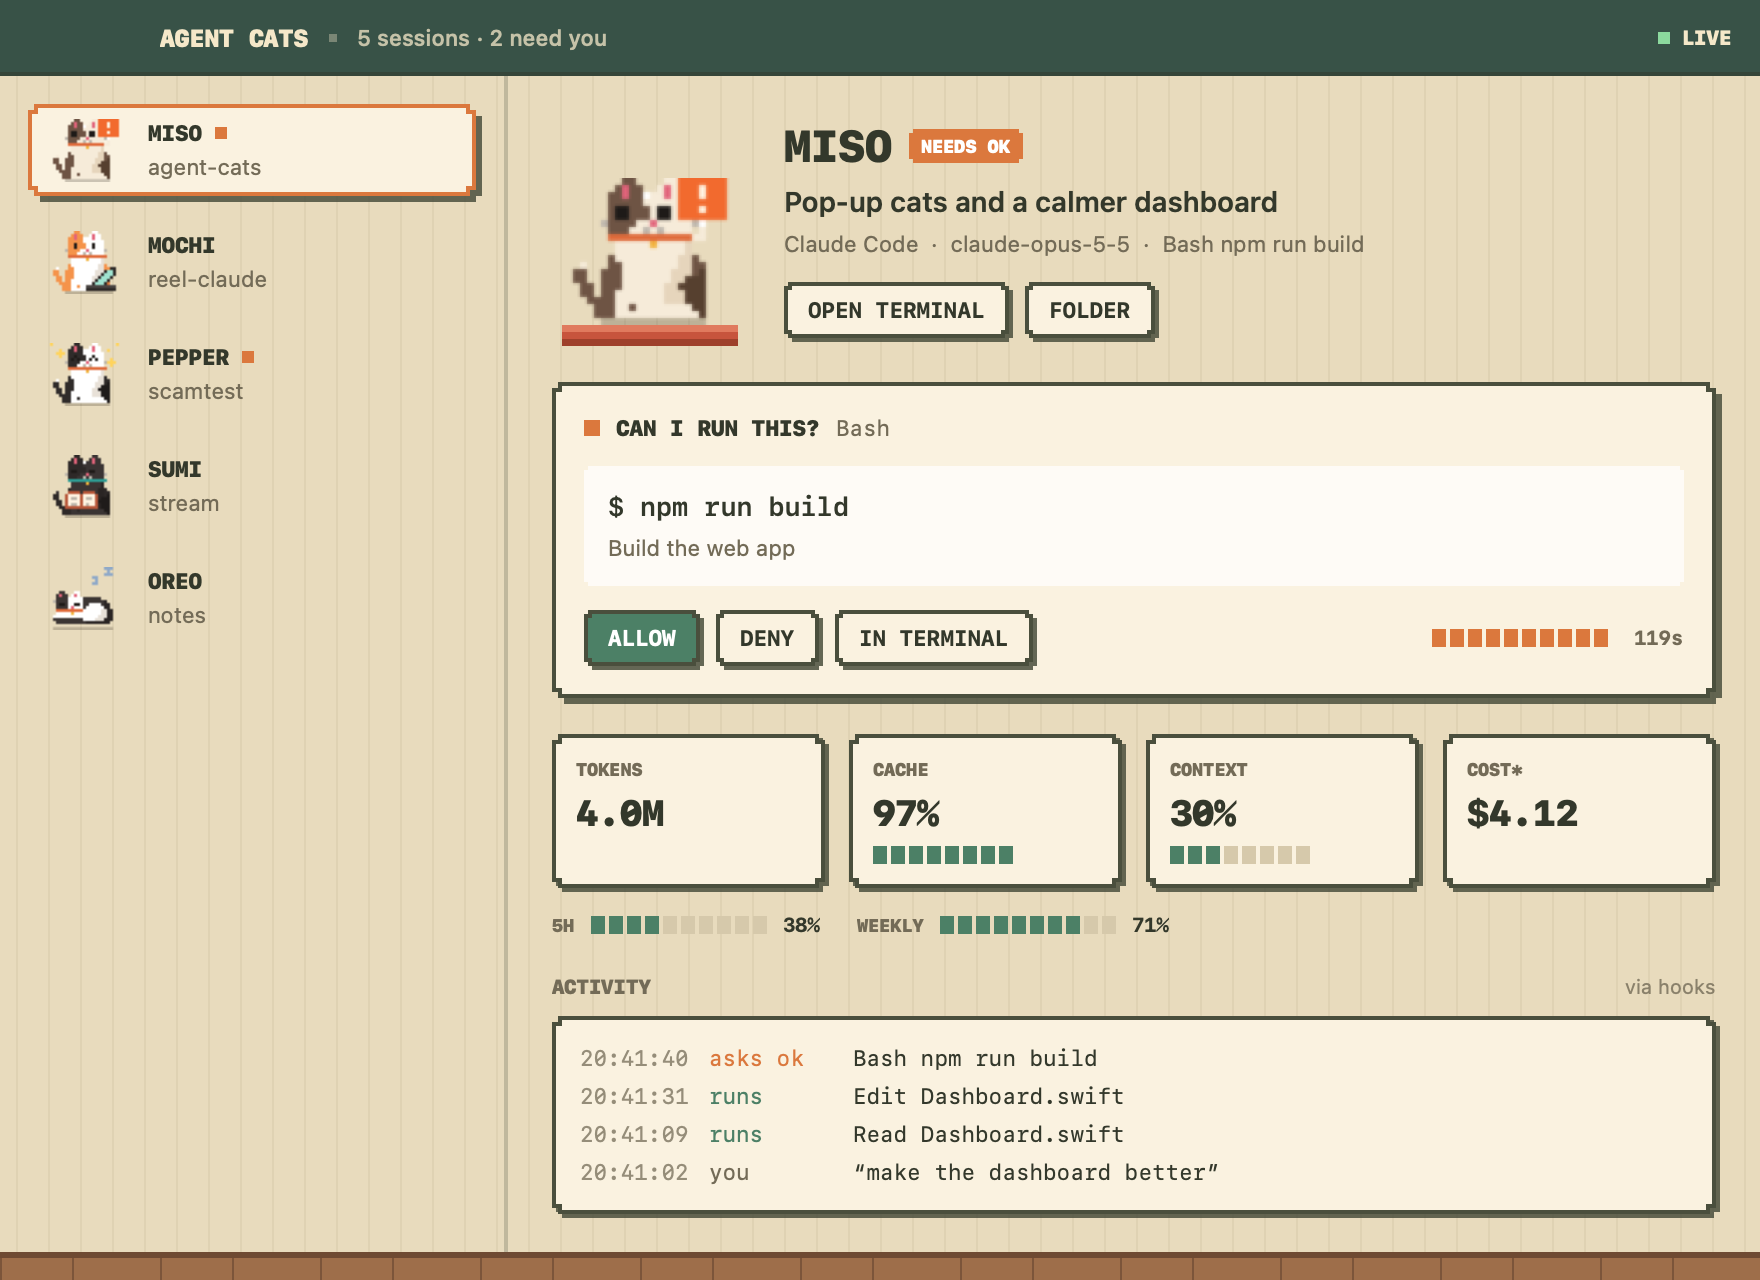 AGENT CATS 5 sessions · 2 need you
LIVE
MISO
agent-cats
MOCHI
reel-claude
PEPPER
scamtest
SUMI
stream
OREO
notes
MISO NEEDS OK
Pop-up cats and a calmer dashboard
Claude Code · claude-opus-5-5 · Bash npm run build
OPEN TERMINAL FOLDER
CAN I RUN THIS? Bash
$ npm run build
Build the web app
ALLOW DENY IN TERMINAL 119s
TOKENS
4.0M
CACHE
97%
CONTEXT
30%
COST*
$4.12
5H 38% WEEKLY 71%
ACTIVITY via hooks
20:41:40 asks ok Bash npm run build
20:41:31 runs Edit Dashboard.swift
20:41:09 runs Read Dashboard.swift
20:41:02 you “make the dashboard better”